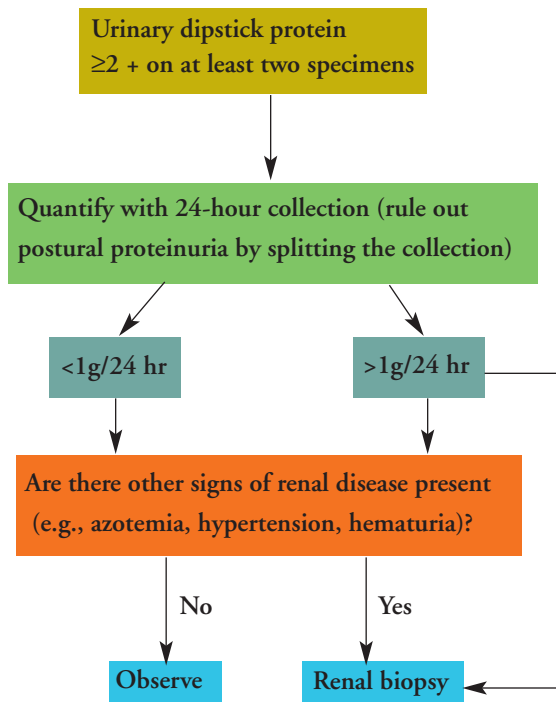 Urinary dipstick protein
≥2 + on at least two specimens
Quantify with 24-hour collection (rule out
postural proteinuria by splitting the collection)
<1g/24 hr
>1g/24 hr
Are there other signs of renal disease present
(e.g., azotemia, hypertension, hematuria)?
No
Yes
Observe
Renal biopsy